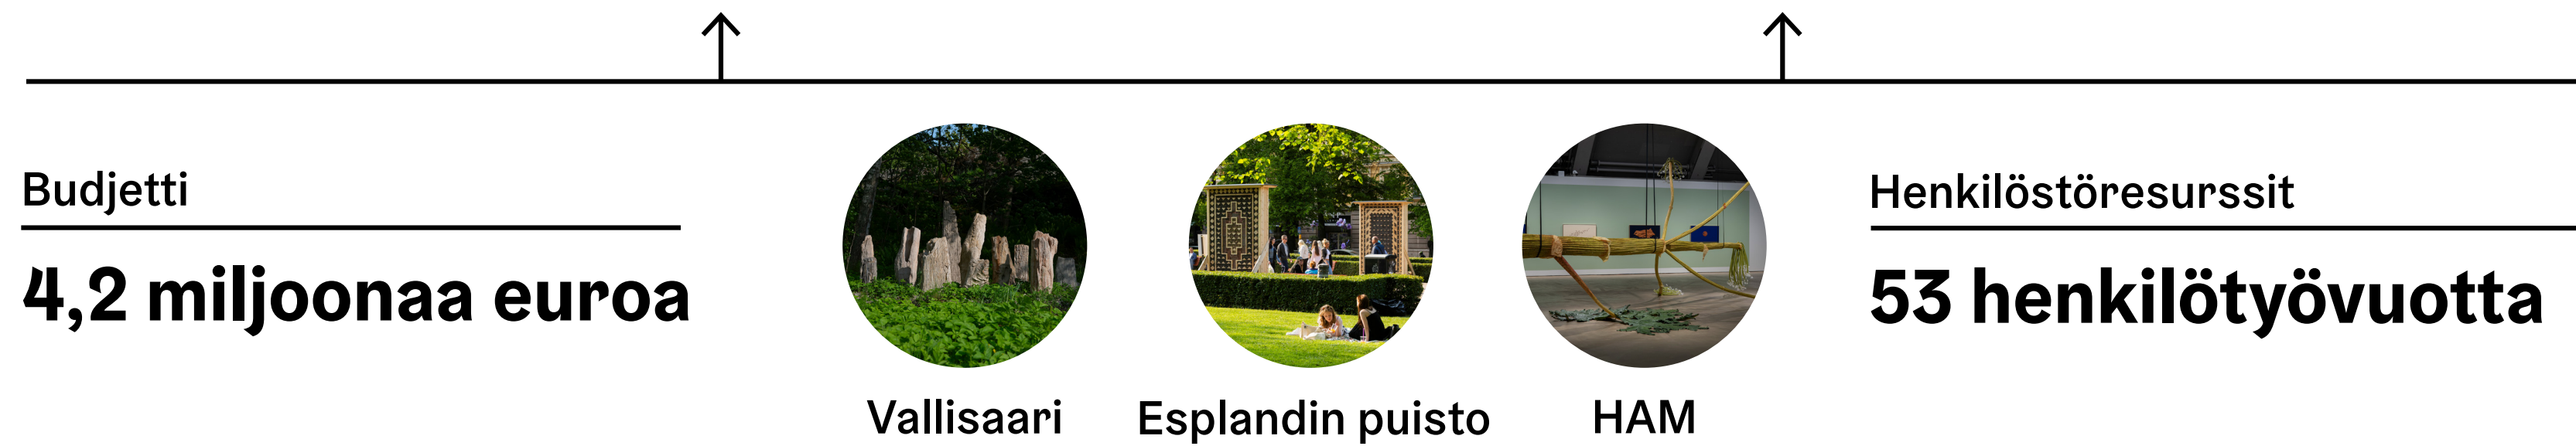 Budjetti
4,2 miljoonaa euroa
Vallisaari
Esplandin puisto
HAM
Henkilöstöresurssit
53 henkilötyövuotta